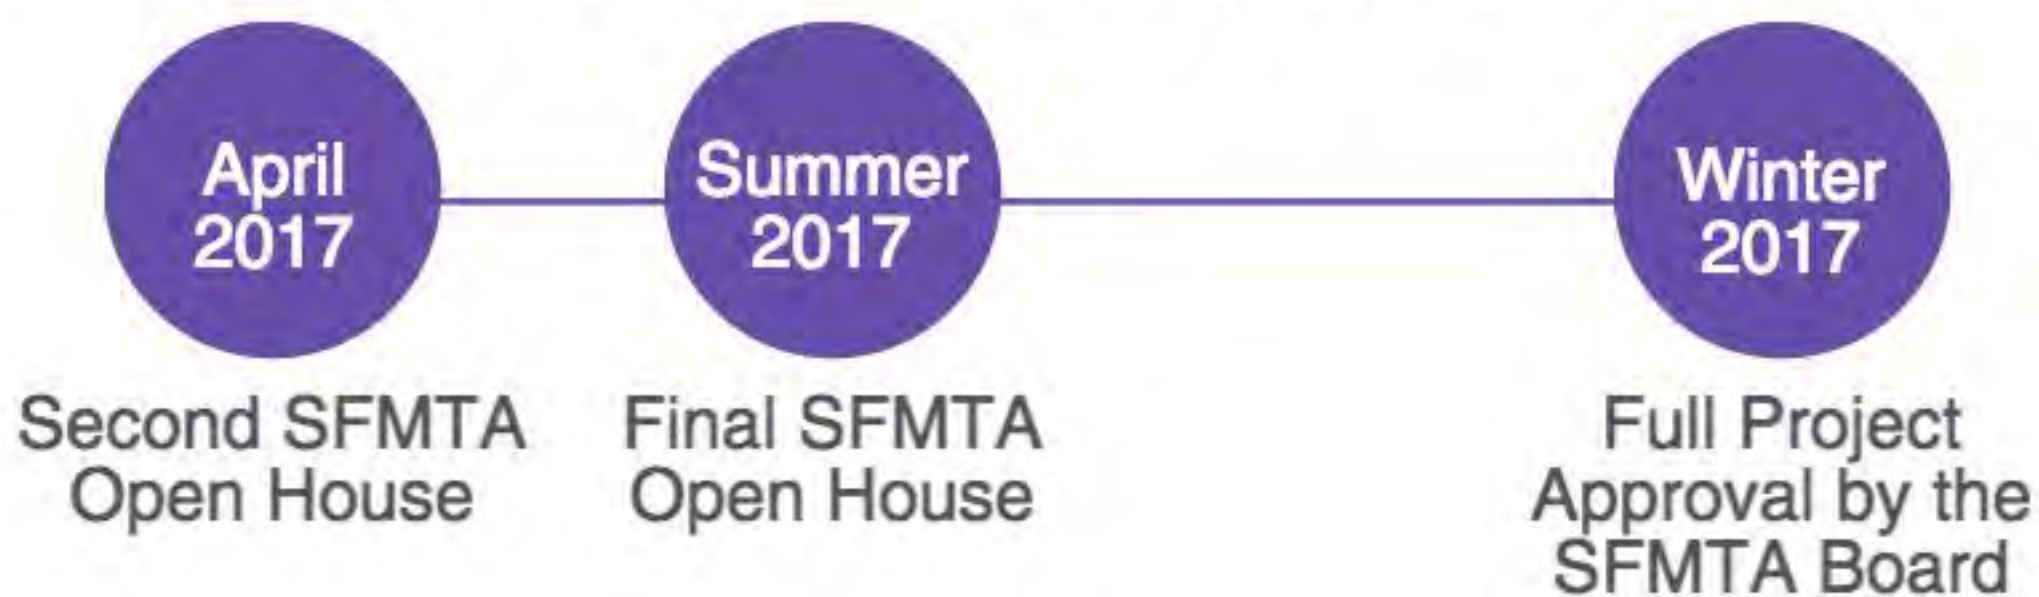 April
2017
Summer
2017
Winter
2017
Second SFMTA
Open House
Final SFMTA
Open House
Full Project
Approval by the
SFMTA Board